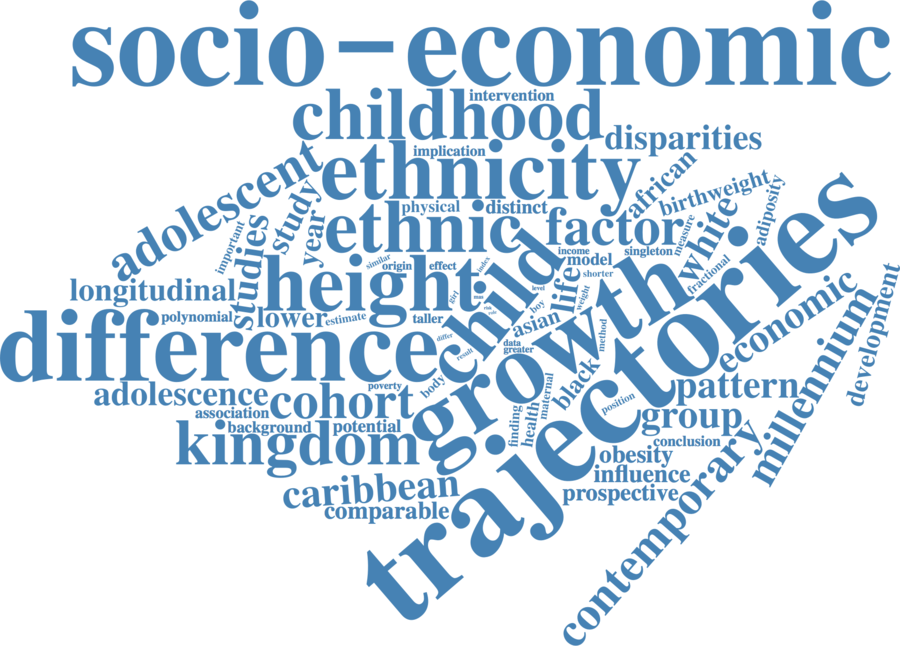 socio-economic
intervention
childhood
disparities
implication
ethnicity
adolescent
african
birthweight
study
physical
distinct
adiposity
important
studies
year
ethnic
factor
measure
white
trajectories
similar
origin
effect
index
child
income
model
singleton
fractional
longitudinal
height
max
girl
level
boy
life
shorter
weight
growth
economic
development
polynomial
lower
estimate
taller
asian
millennium
difference
differ
result
data
greater
method
adolescence
poverty
body
black
pattern
association
cohort
background
potential
finding
health
maternal
position
group
kingdom
conclusion
obesity
contemporary
caribbean
influence
comparable
prospective